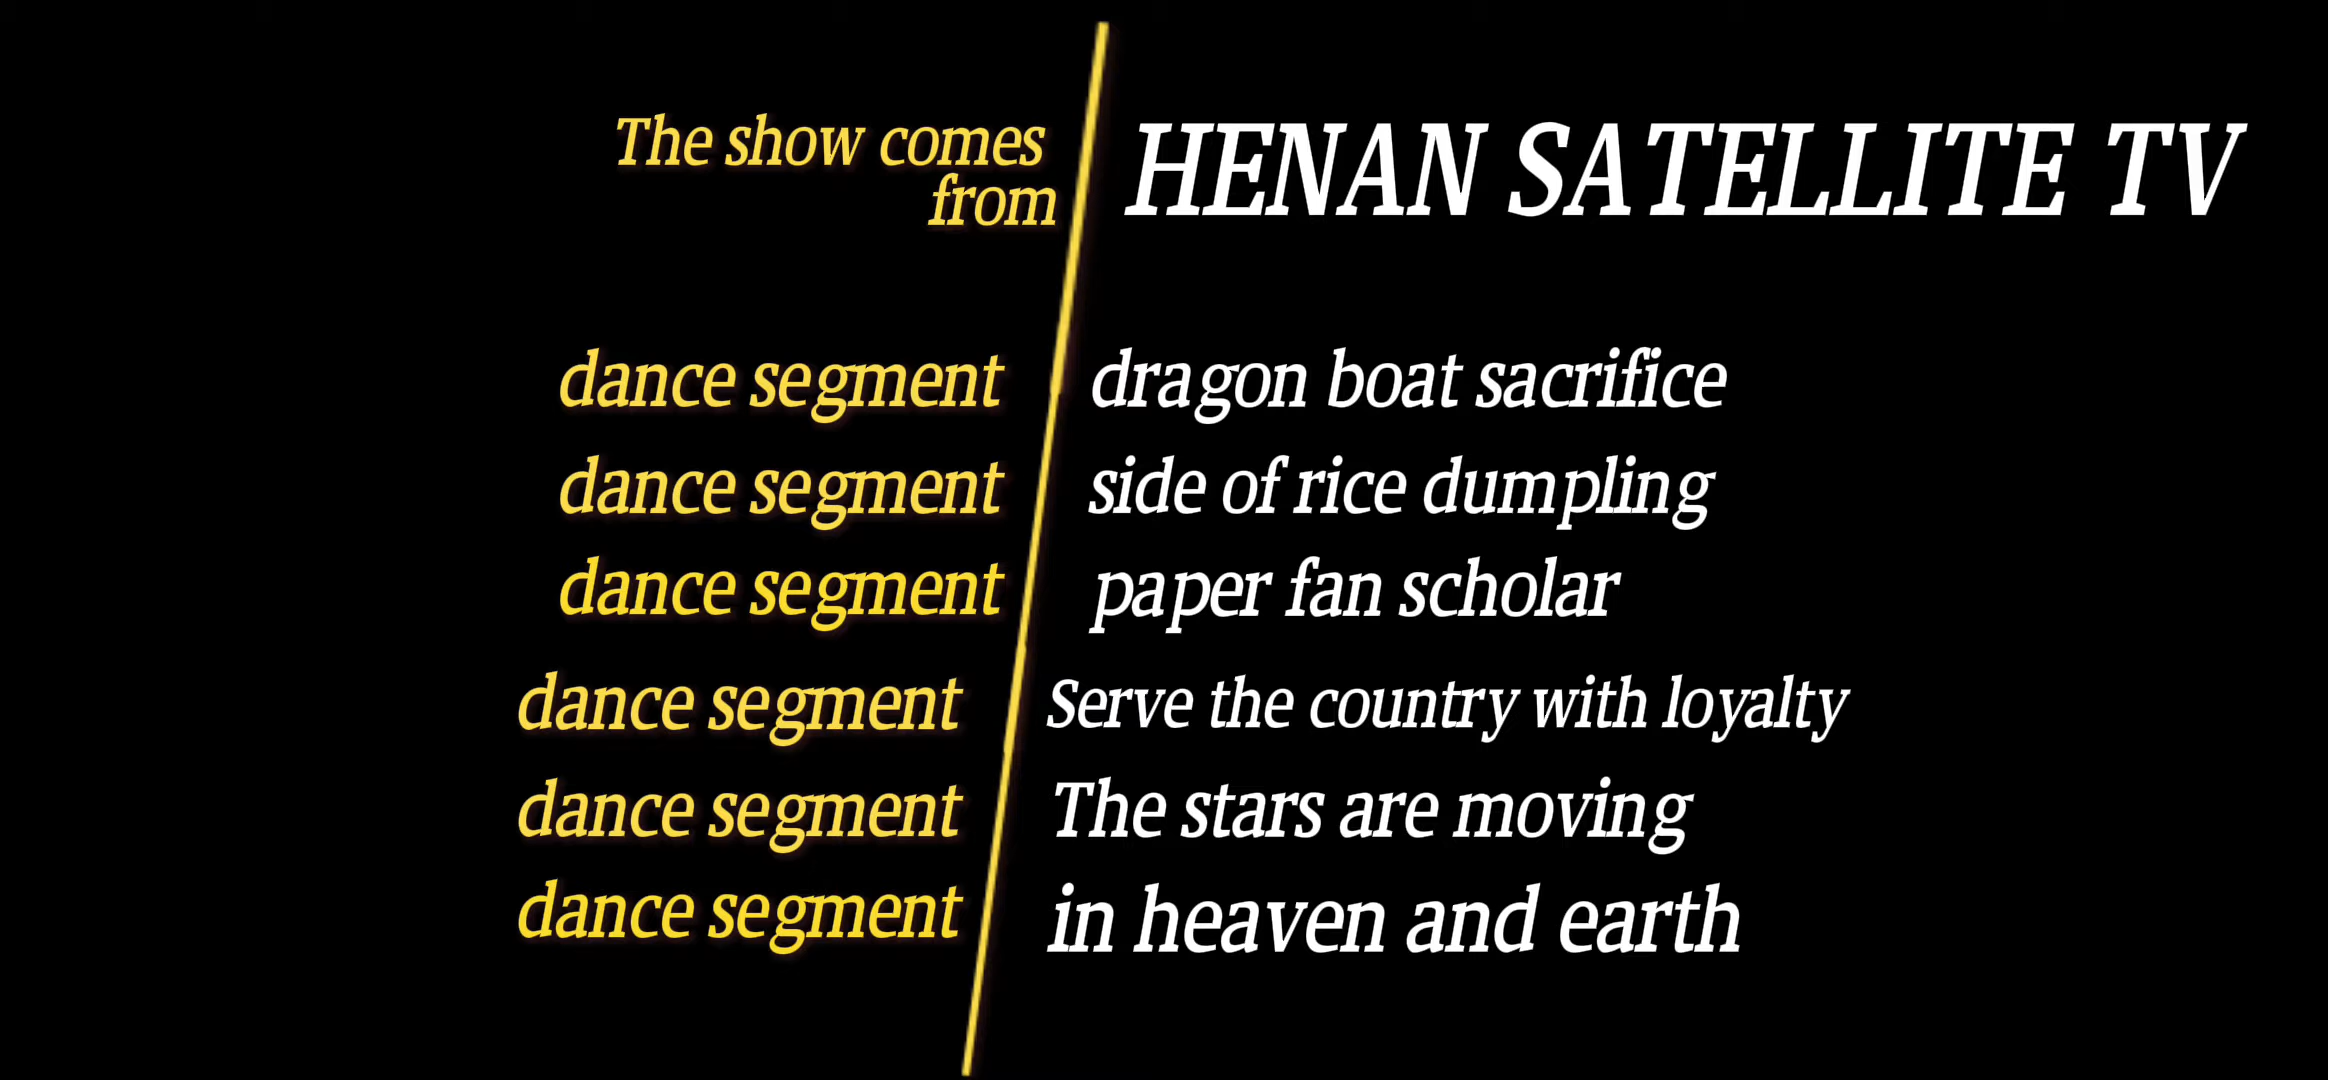 The show comes
from
HENAN SATELLITE TV
dance segment dragon boat sacrifice
dance segment side of rice dumpling
dance segment paper fan scholar
dance segment Serve the country with loyalty
dance segment The stars are moving
dance segment in heaven and earth